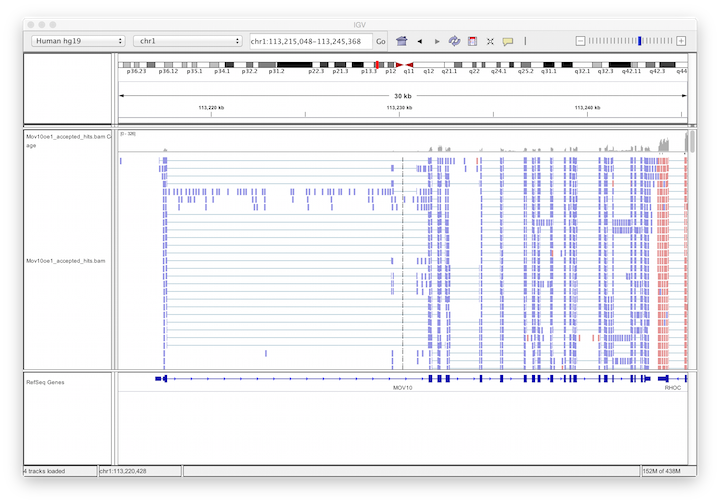 IGV
Human hg19 chr1 chr1:113,215,048-113,245,368 Go
p36.23 p36.12 p35.1 p34.1 p32.2 p31.2 p22.3 p21.3 p13.3 p12 q11 q12 q21.1 q22 q24.1 q25.2 q31.1 q32.1 q32.2 q42.11 q42.3 q44
30 kb
113,220 kb 113,230 kb 113,240 kb
Mov10oe1_accepted_hits.bam C
age
[0 - 326]
Mov10oe1_accepted_hits.bam
RefSeq Genes
MOV10 RHOC
4 tracks loaded chr1:113,220,428 152M of 438M